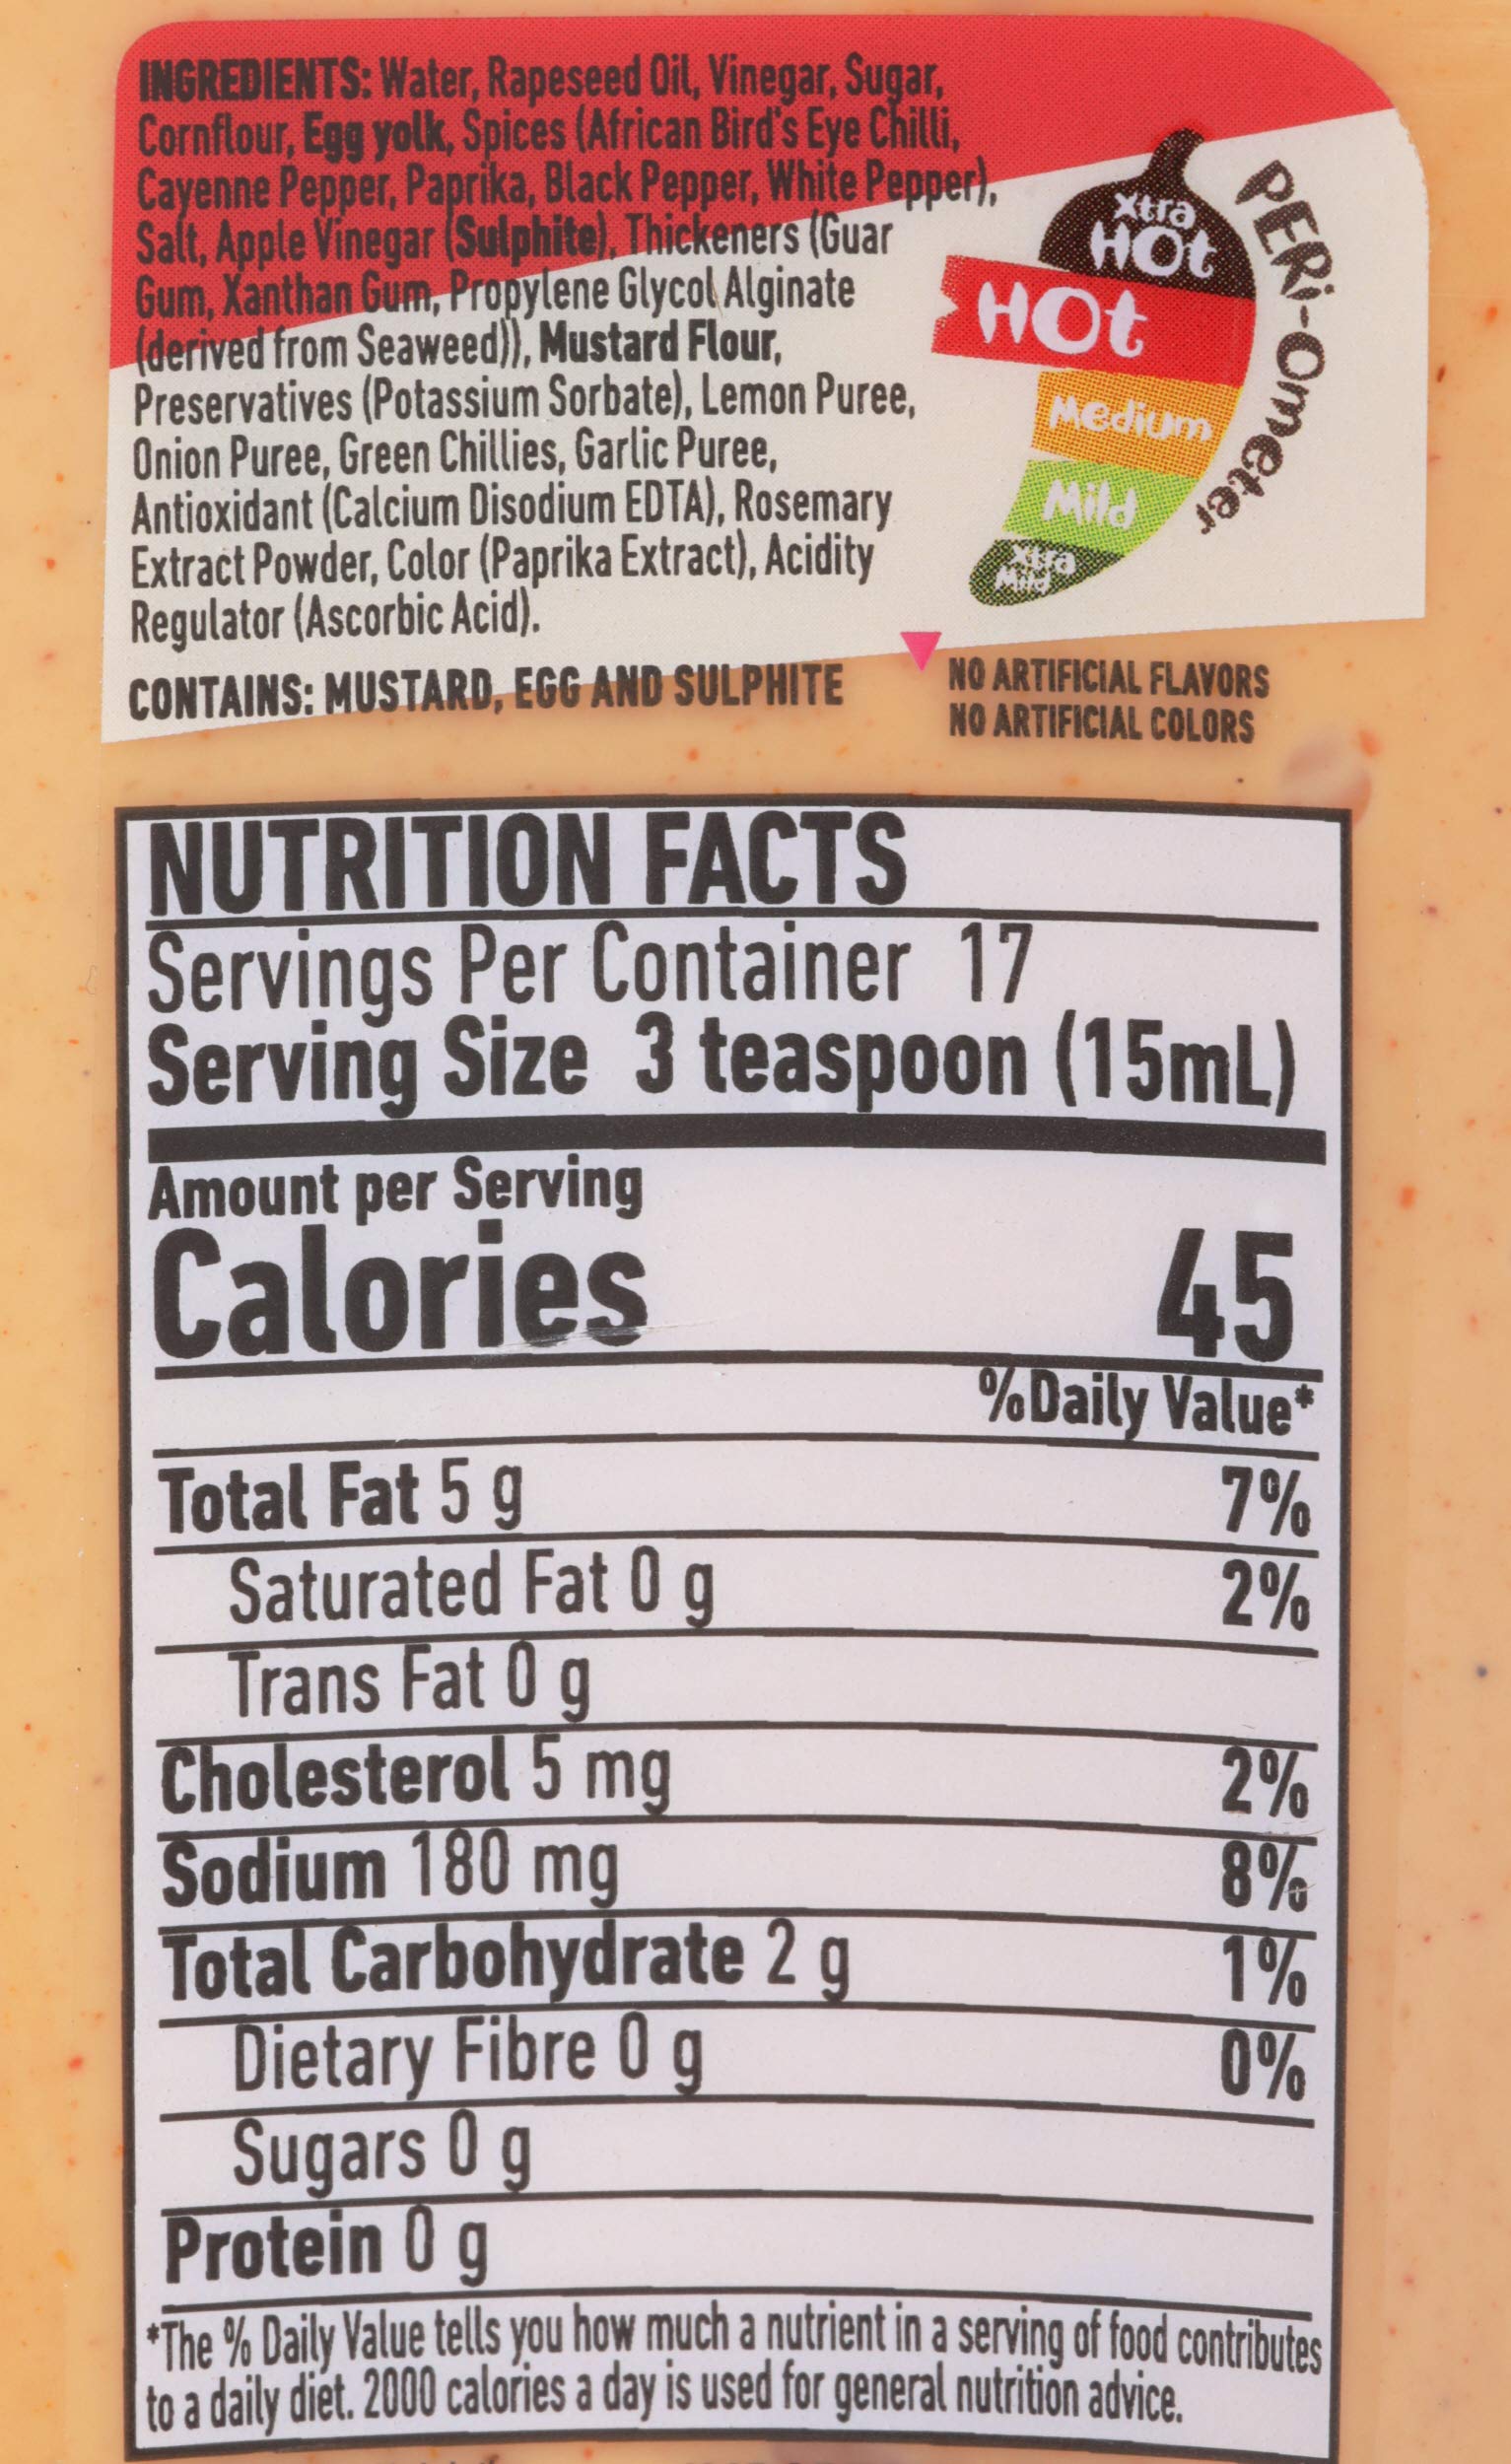 INGREDIENTS: Water, Rapeseed Oil, Vinegar, Sugar,
Cornflour, Egg yolk, Spices (African Bird's Eye Chilli,
Cayenne Pepper, Paprika, Black Pepper, White Pepper),
Salt, Apple Vinegar (Sulphite), Thickeners (Guar
Gum, Xanthan Gum, Propylene Glycol Alginate
(derived from Seaweed)), Mustard Flour,
Preservatives (Potassium Sorbate), Lemon Puree,
Onion Puree, Green Chillies, Garlic Puree,
Antioxidant (Calcium Disodium EDTA), Rosemary
Extract Powder, Color (Paprika Extract), Acidity
Regulator (Ascorbic Acid).
CONTAINS: MUSTARD, EGG AND SULPHITE
Xtra
HOt
HOt
Medium
Mild
Xtra
Mild
PERi-Ometer
NO ARTIFICIAL FLAVORS
NO ARTIFICIAL COLORS
NUTRITION FACTS
Servings Per Container 17
Serving Size 3 teaspoon (15mL)
Amount per Serving
Calories 45
%Daily Value*
Total Fat 5 g 7%
Saturated Fat 0 g 2%
Trans Fat 0 g
Cholesterol 5 mg 2%
Sodium 180 mg 8%
Total Carbohydrate 2 g 1%
Dietary Fibre 0 g 0%
Sugars 0 g
Protein 0 g
*The % Daily Value tells you how much a nutrient in a serving of food contributes
to a daily diet. 2000 calories a day is used for general nutrition advice.